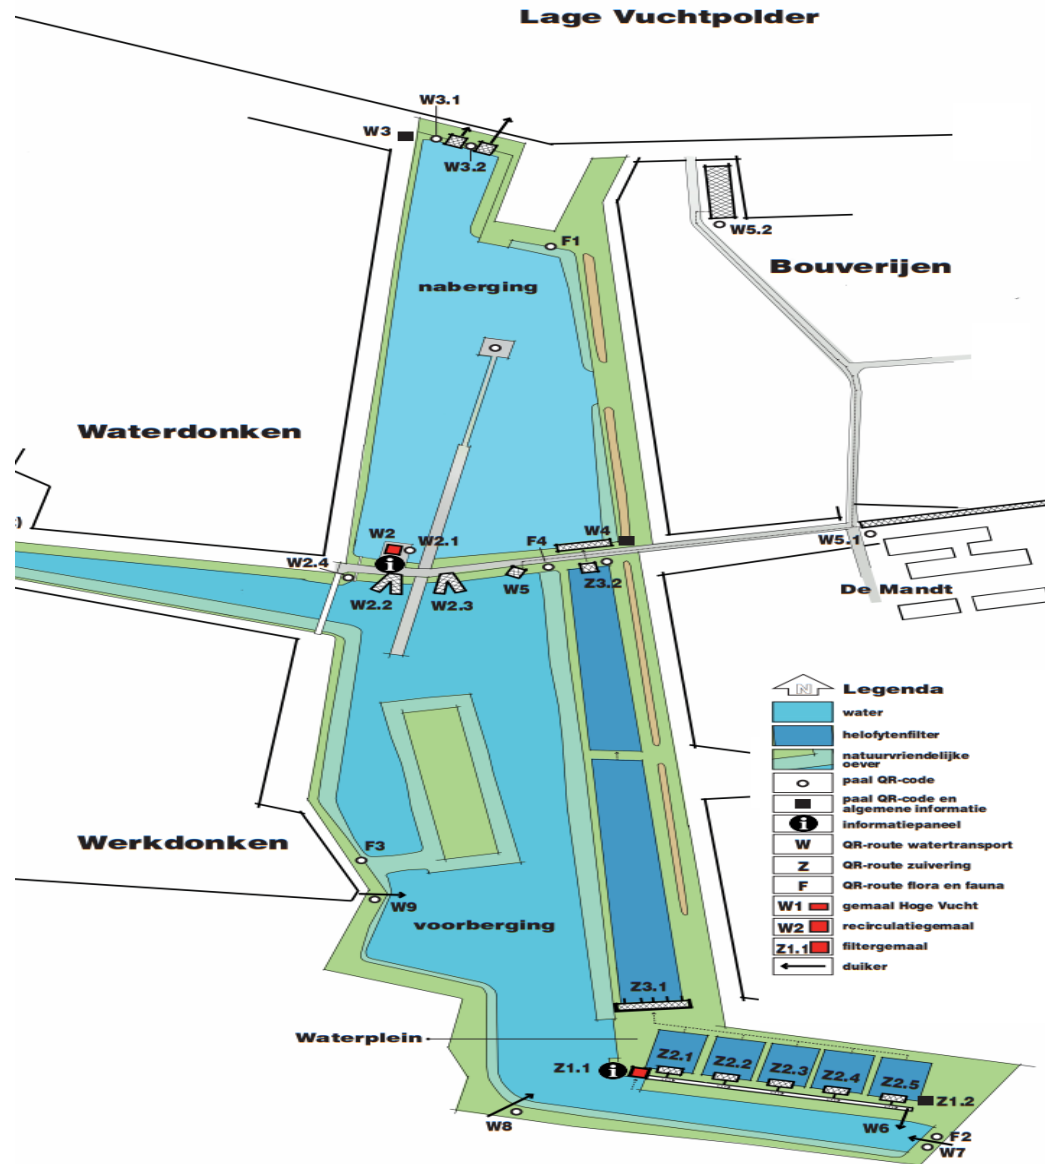 Lage Vuchtpolder
W3.1
W3
W3.2
W5.2
F1
Bouverijen
naberging
Waterdonken
W2
W2.1
F4
W4
W5.1
W2.4
Z3.2
W5
W2.2
W2.3
De Mandt
N
Legenda
water
helofytenfilter
natuurvriendelijke
oever
paal QR-code
paal QR-code en
algemene informatie
i
informatiepaneel
W
QR-route watertransport
Z
QR-route zuivering
F
QR-route flora en fauna
W1
gemaal Hoge Vucht
W2
recirculatiegemaal
Z1.1
filtergemaal
duiker
Werkdonken
F3
W9
voorberging
Z3.1
Waterplein
Z1.1
i
Z2.1
Z2.2
Z2.3
Z2.4
Z2.5
Z1.2
W8
W6
F2
W7
i